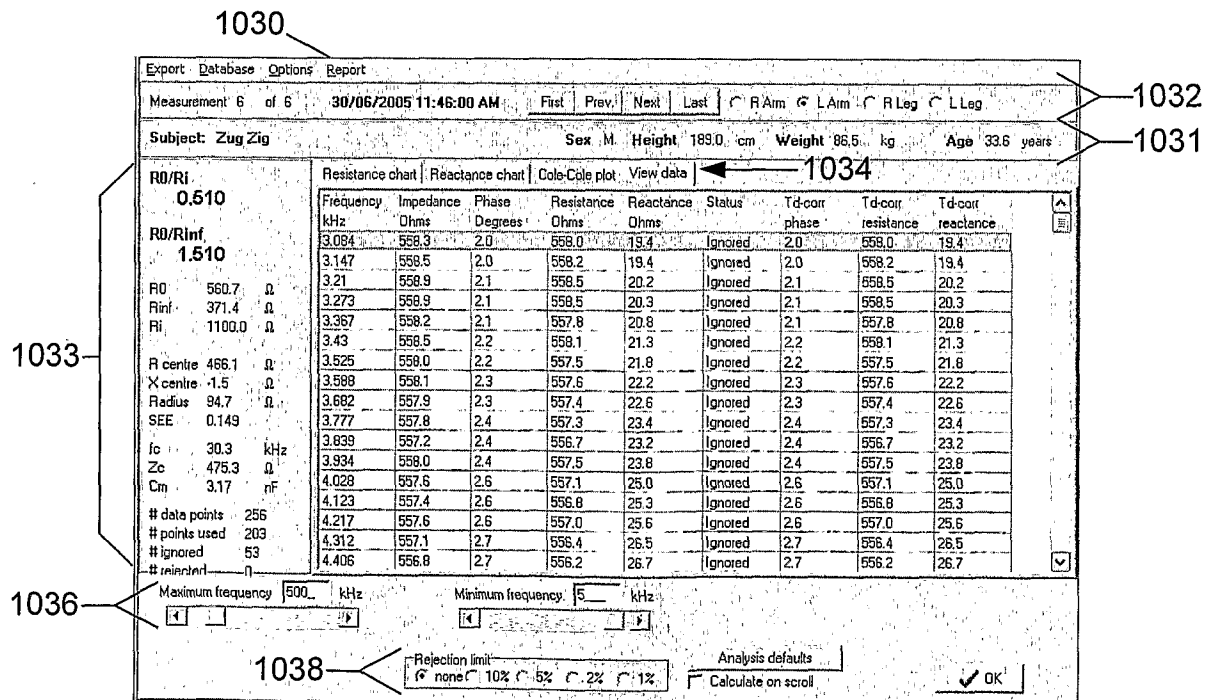 1030
Export Database Options Report
Measurement 6 of 6 30/06/2005 11:46:00 AM First Prev. Next Last R Arm L Arm R Leg L Leg
1032
Subject: Zug Zig Sex M Height 189.0 cm Weight 86.5 kg Age 33.6 years
1031
1033
R0/Ri
0.510
R0/RInf
1.510
R0 560.7 Ω
Rinf 371.4 Ω
Ri 1100.0 Ω
R centre 466.1 Ω
X centre -1.5 Ω
Radius 94.7 Ω
SEE 0.149
fc 30.3 kHz
Zc 475.3 Ω
Cm 3.17 nF
# data points 256
# points used 203
# ignored 53
# rejected 0
Resistance chart Reactance chart Cole-Cole plot View data 1034
Frequency Impedance Phase Resistance Reactance Status Td-corr Td-corr Td-corr
kHz Ohms Degrees Ohms Ohms phase resistance reactance
3.084 558.3 2.0 558.0 19.4 Ignored 2.0 558.0 19.4
3.147 558.5 2.0 558.2 19.4 Ignored 2.0 558.2 19.4
3.21 558.9 2.1 558.5 20.2 Ignored 2.1 558.5 20.2
3.273 558.9 2.1 558.5 20.3 Ignored 2.1 558.5 20.3
3.367 558.2 2.1 557.8 20.8 Ignored 2.1 557.8 20.8
3.43 558.5 2.2 558.1 21.3 Ignored 2.2 558.1 21.3
3.525 558.0 2.2 557.5 21.8 Ignored 2.2 557.5 21.8
3.588 558.1 2.3 557.6 22.2 Ignored 2.3 557.6 22.2
3.682 557.9 2.3 557.4 22.6 Ignored 2.3 557.4 22.6
3.777 557.8 2.4 557.3 23.4 Ignored 2.4 557.3 23.4
3.839 557.2 2.4 556.7 23.2 Ignored 2.4 556.7 23.2
3.934 558.0 2.4 557.5 23.8 Ignored 2.4 557.5 23.8
4.028 557.6 2.6 557.1 25.0 Ignored 2.6 557.1 25.0
4.123 557.4 2.6 556.8 25.3 Ignored 2.6 556.8 25.3
4.217 557.6 2.6 557.0 25.6 Ignored 2.6 557.0 25.6
4.312 557.1 2.7 556.4 26.5 Ignored 2.7 556.4 26.5
4.406 556.8 2.7 556.2 26.7 Ignored 2.7 556.2 26.7
1036
Maximum frequency 500_ kHz Minimum frequency 5__ kHz
1038
Rejection limit
none 10% 5% 2% 1%
Analysis defaults
Calculate on scroll
OK